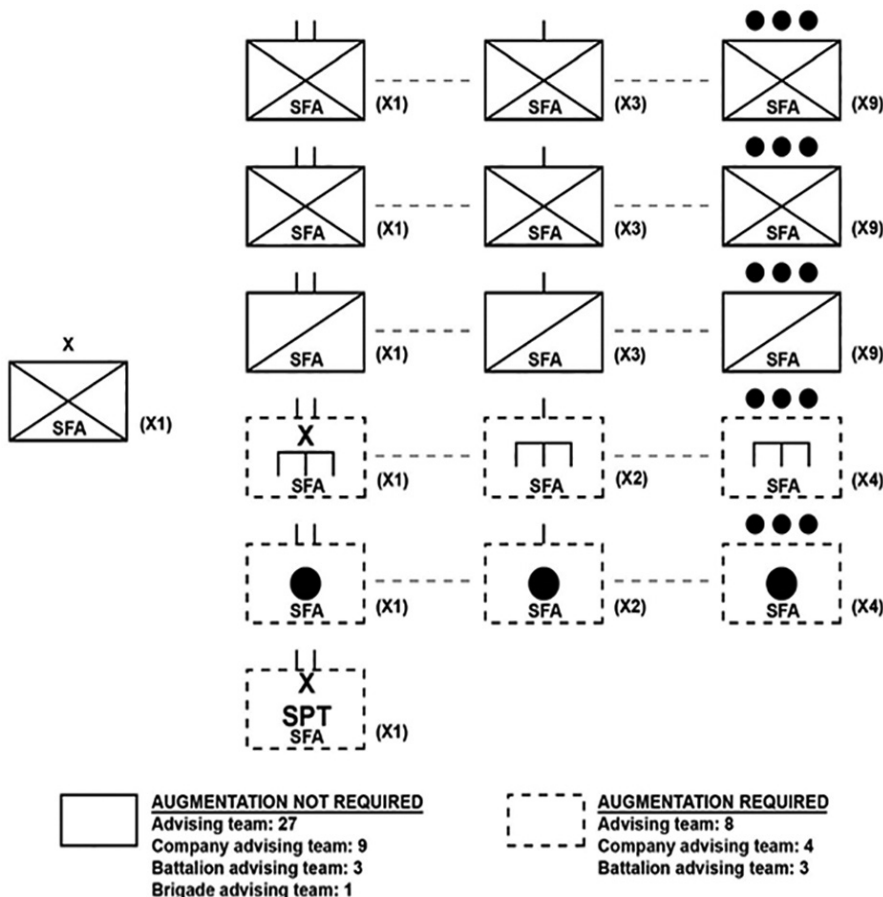 SFA (X1) SFA (X3) SFA (X9)
SFA (X1) SFA (X3) SFA (X9)
SFA (X1) SFA (X3) SFA (X9)
X
SFA (X1)
X
SFA (X1) SFA (X2) SFA (X4)
SFA (X1) SFA (X2) SFA (X4)
X
SPT
SFA (X1)
AUGMENTATION NOT REQUIRED
Advising team: 27
Company advising team: 9
Battalion advising team: 3
Brigade advising team: 1
AUGMENTATION REQUIRED
Advising team: 8
Company advising team: 4
Battalion advising team: 3